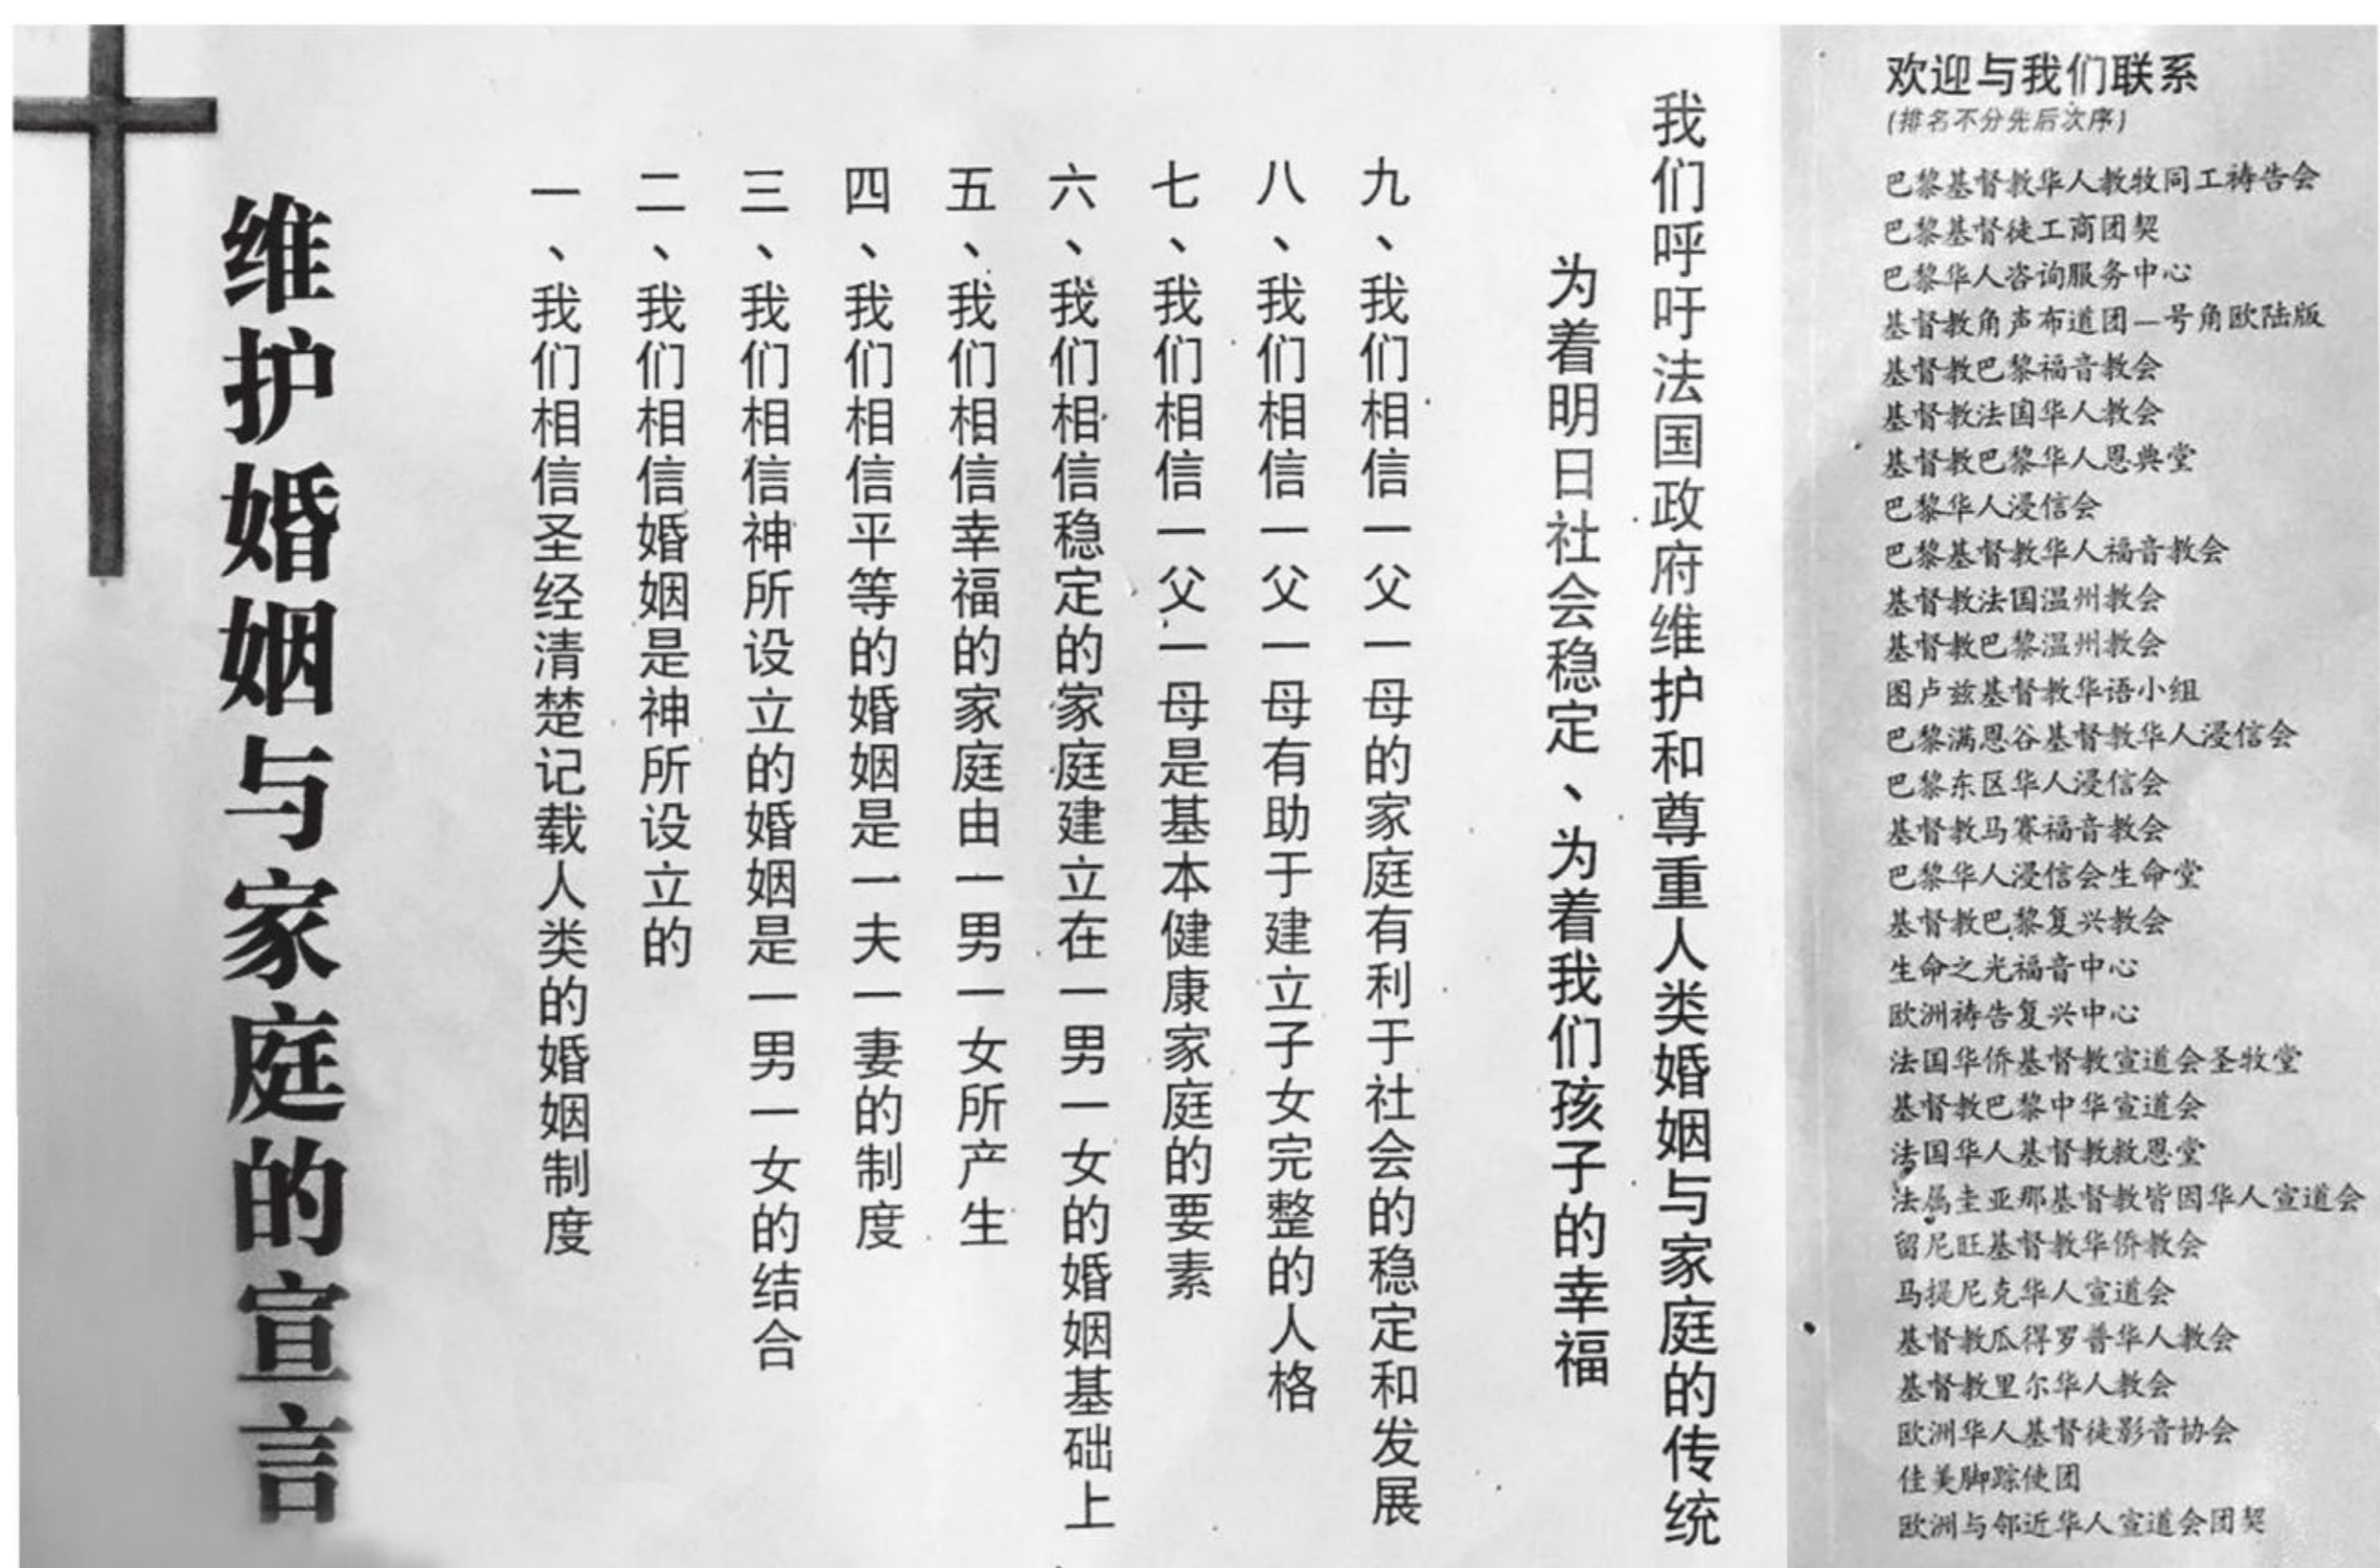 维护婚姻与家庭的宣言
一、我们相信圣经清楚记载人类的婚姻制度
二、我们相信婚姻是神所设立的
三、我们相信神所设立的婚姻是一男一女的结合
四、我们相信平等的婚姻是一夫一妻的制度
五、我们相信幸福的家庭由一男一女所产生
六、我们相信稳定的家庭建立在一男一女的婚姻基础上
七、我们相信一父一母是基本健康家庭的要素
八、我们相信一父一母有助于建立子女完整的人格
九、我们相信一父一母的家庭有利于社会的稳定和发展
为着明日社会稳定、为着我们孩子的幸福
我们呼吁法国政府维护和尊重人类婚姻与家庭的传统
欢迎与我们联系
(排名不分先后次序)
巴黎基督教华人教牧同工祷告会
巴黎基督徒工商团契
巴黎华人咨询服务中心
基督教角声布道团—号角欧陆版
基督教巴黎福音教会
基督教法国华人教会
基督教巴黎华人恩典堂
巴黎华人浸信会
巴黎基督教华人福音教会
基督教法国温州教会
基督教巴黎温州教会
图卢兹基督教华语小组
巴黎满恩谷基督教华人浸信会
巴黎东区华人浸信会
基督教马赛福音教会
巴黎华人浸信会生命堂
基督教巴黎复兴教会
生命之光福音中心
欧洲祷告复兴中心
法国华侨基督教宣道会圣牧堂
基督教巴黎中华宣道会
法国华人基督教救恩堂
法属圭亚那基督教皆因华人宣道会
留尼旺基督教华侨教会
马提尼克华人宣道会
基督教瓜得罗普华人教会
基督教里尔华人教会
欧洲华人基督徒影音协会
佳美脚踪使团
欧洲与邻近华人宣道会团契